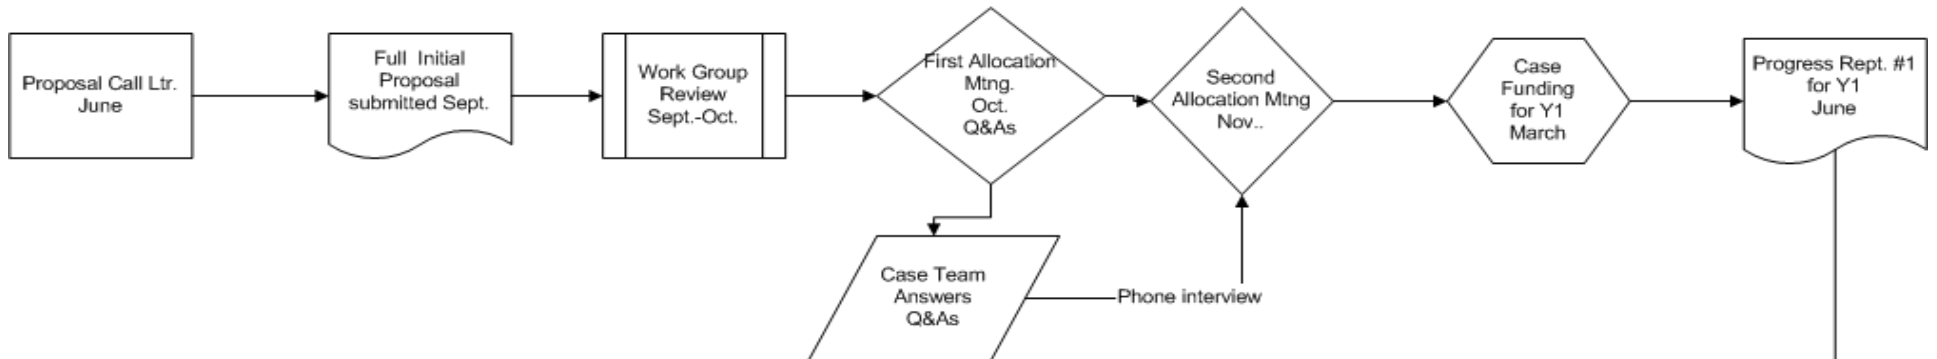 Proposal Call Ltr.
June
Full Initial
Proposal
submitted Sept.
Work Group
Review
Sept.-Oct.
First Allocation
Mtng.
Oct.
Q&As
Second
Allocation Mtng
Nov..
Case
Funding
for Y1
March
Progress Rept. #1
for Y1
June
Case Team
Answers
Q&As
Phone interview